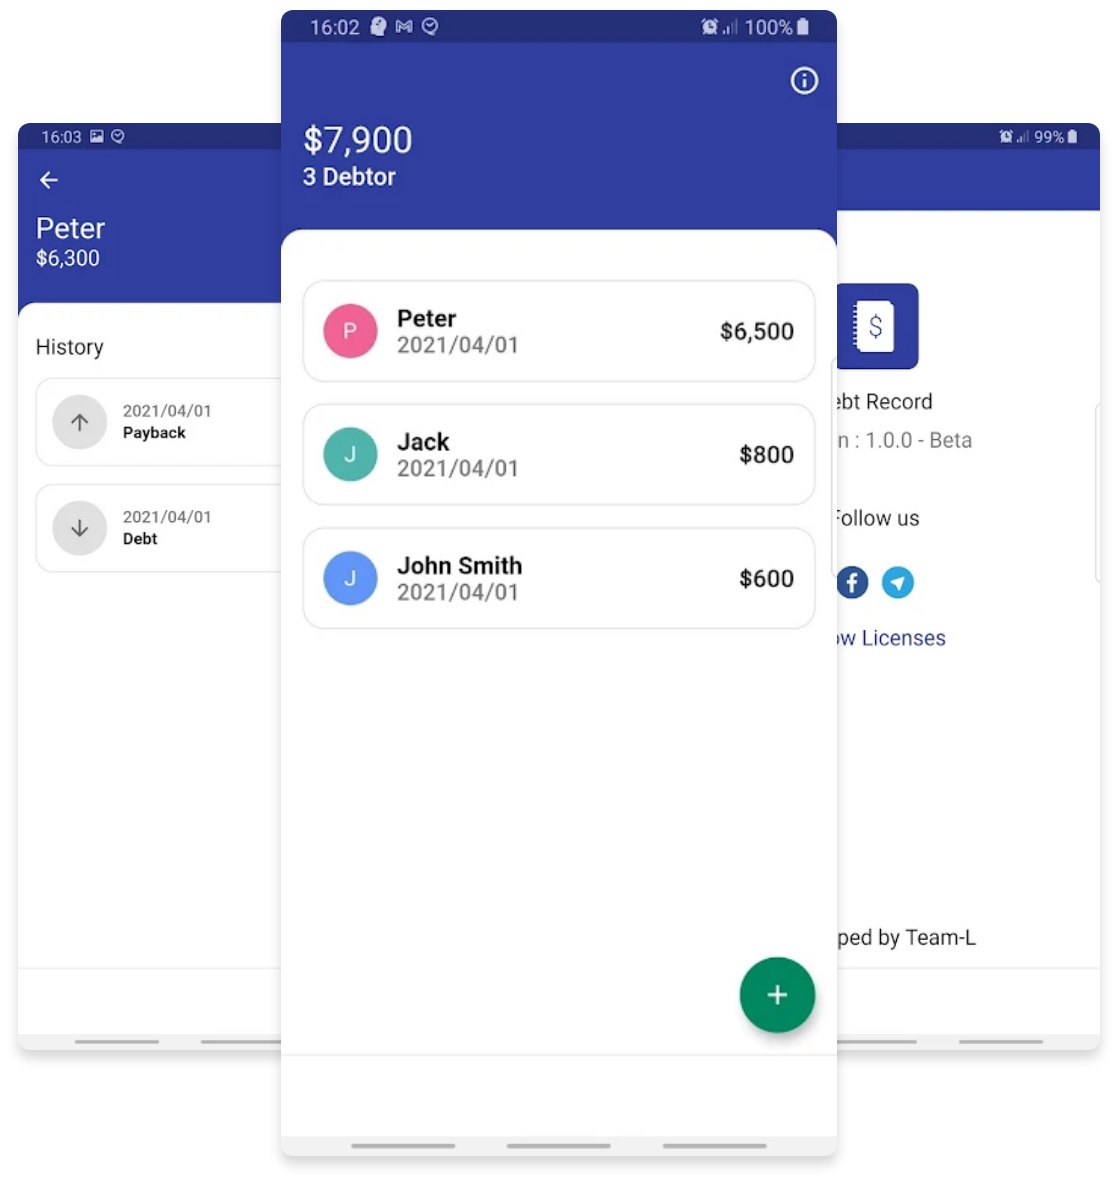 16:03
Peter
$6,300
History
2021/04/01
Payback
2021/04/01
Debt
16:02
100%
$7,900
3 Debtor
P
Peter
2021/04/01
$6,500
J
Jack
2021/04/01
$800
J
John Smith
2021/04/01
$600
+
99%
$
ebt Record
n : 1.0.0 - Beta
Follow us
ow Licenses
ped by Team-L